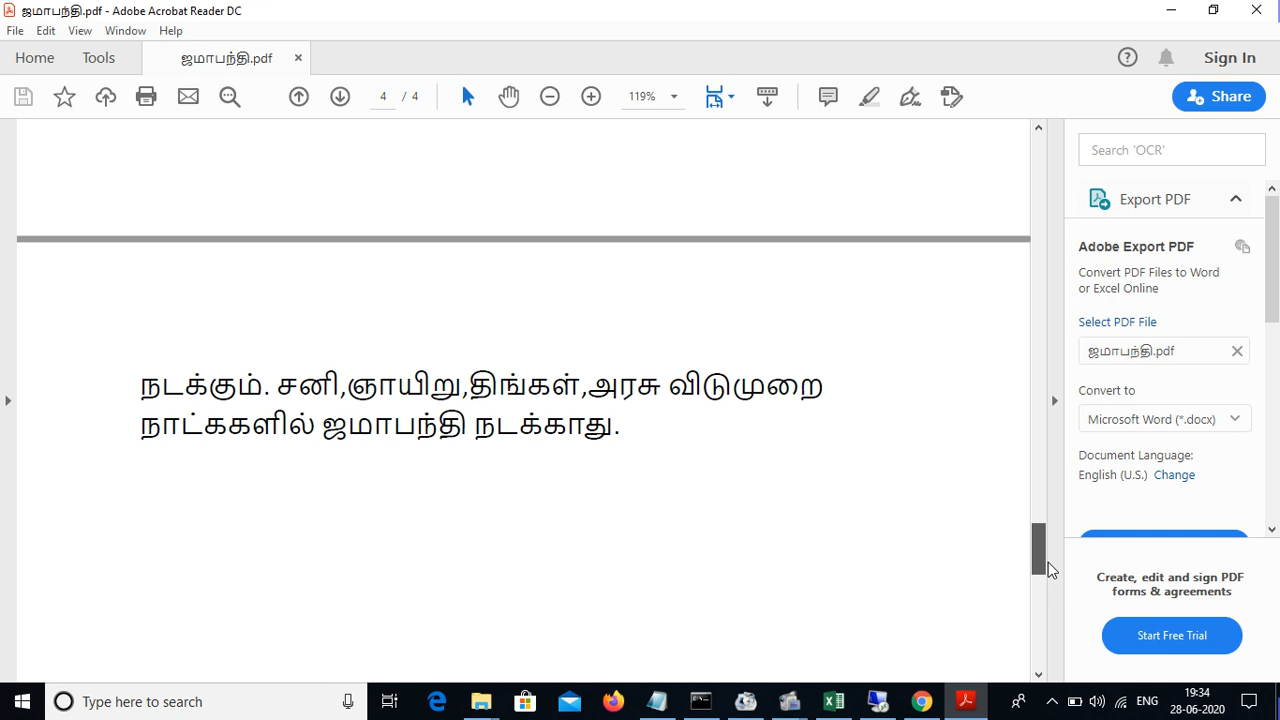 ஜமாபந்தி.pdf - Adobe Acrobat Reader DC
File Edit View Window Help
Home Tools ஜமாபந்தி.pdf × Sign In
4 / 4 119% Share
Search 'OCR'
Export PDF
Adobe Export PDF
Convert PDF Files to Word
or Excel Online
Select PDF File
ஜமாபந்தி.pdf
Convert to
Microsoft Word (*.docx)
Document Language:
English (U.S.) Change
நடக்கும். சனி,ஞாயிறு,திங்கள்,அரசு விடுமுறை
நாட்ககளில் ஜமாபந்தி நடக்காது.
Create, edit and sign PDF
forms & agreements
Start Free Trial
Type here to search
ENG
19:34
28-06-2020